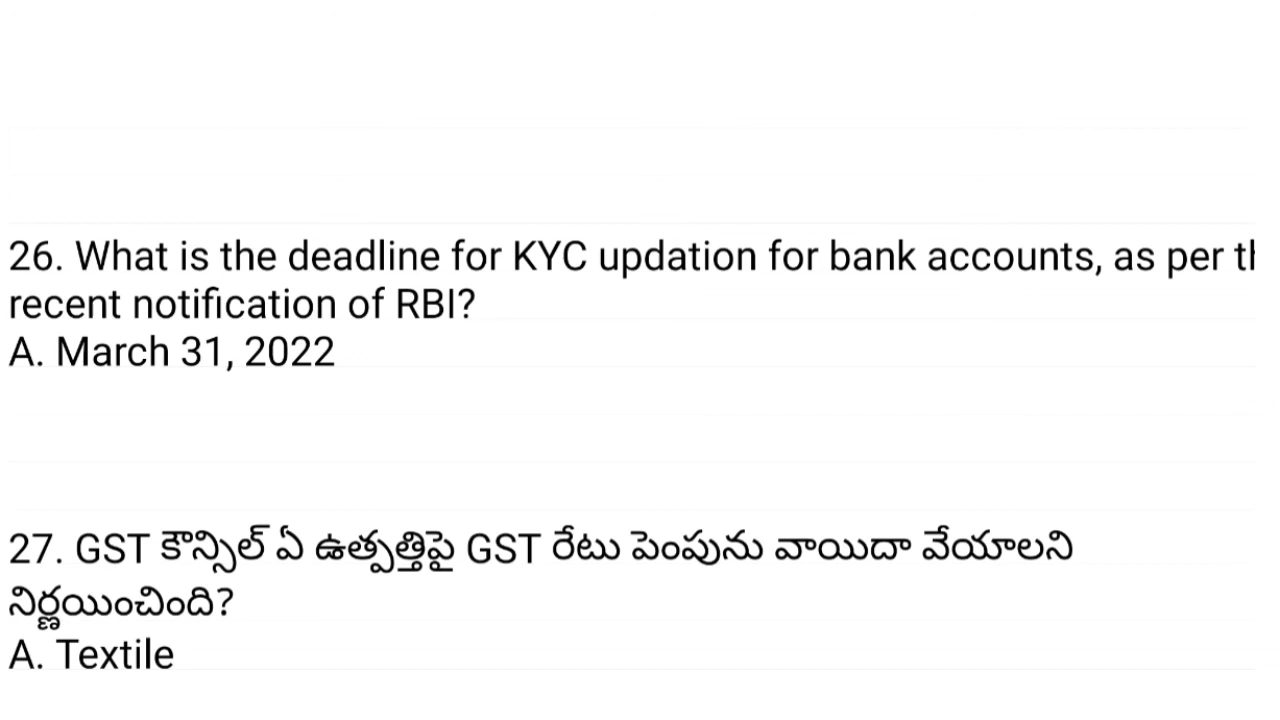 26. What is the deadline for KYC updation for bank accounts, as per
recent notification of RBI?
A. March 31, 2022
27. GST కౌన్సిల్ ఏ ఉత్పత్తిపై GST రేటు పెంపును వాయిదా వేయాలని
నిర్ణయించింది?
A. Textile